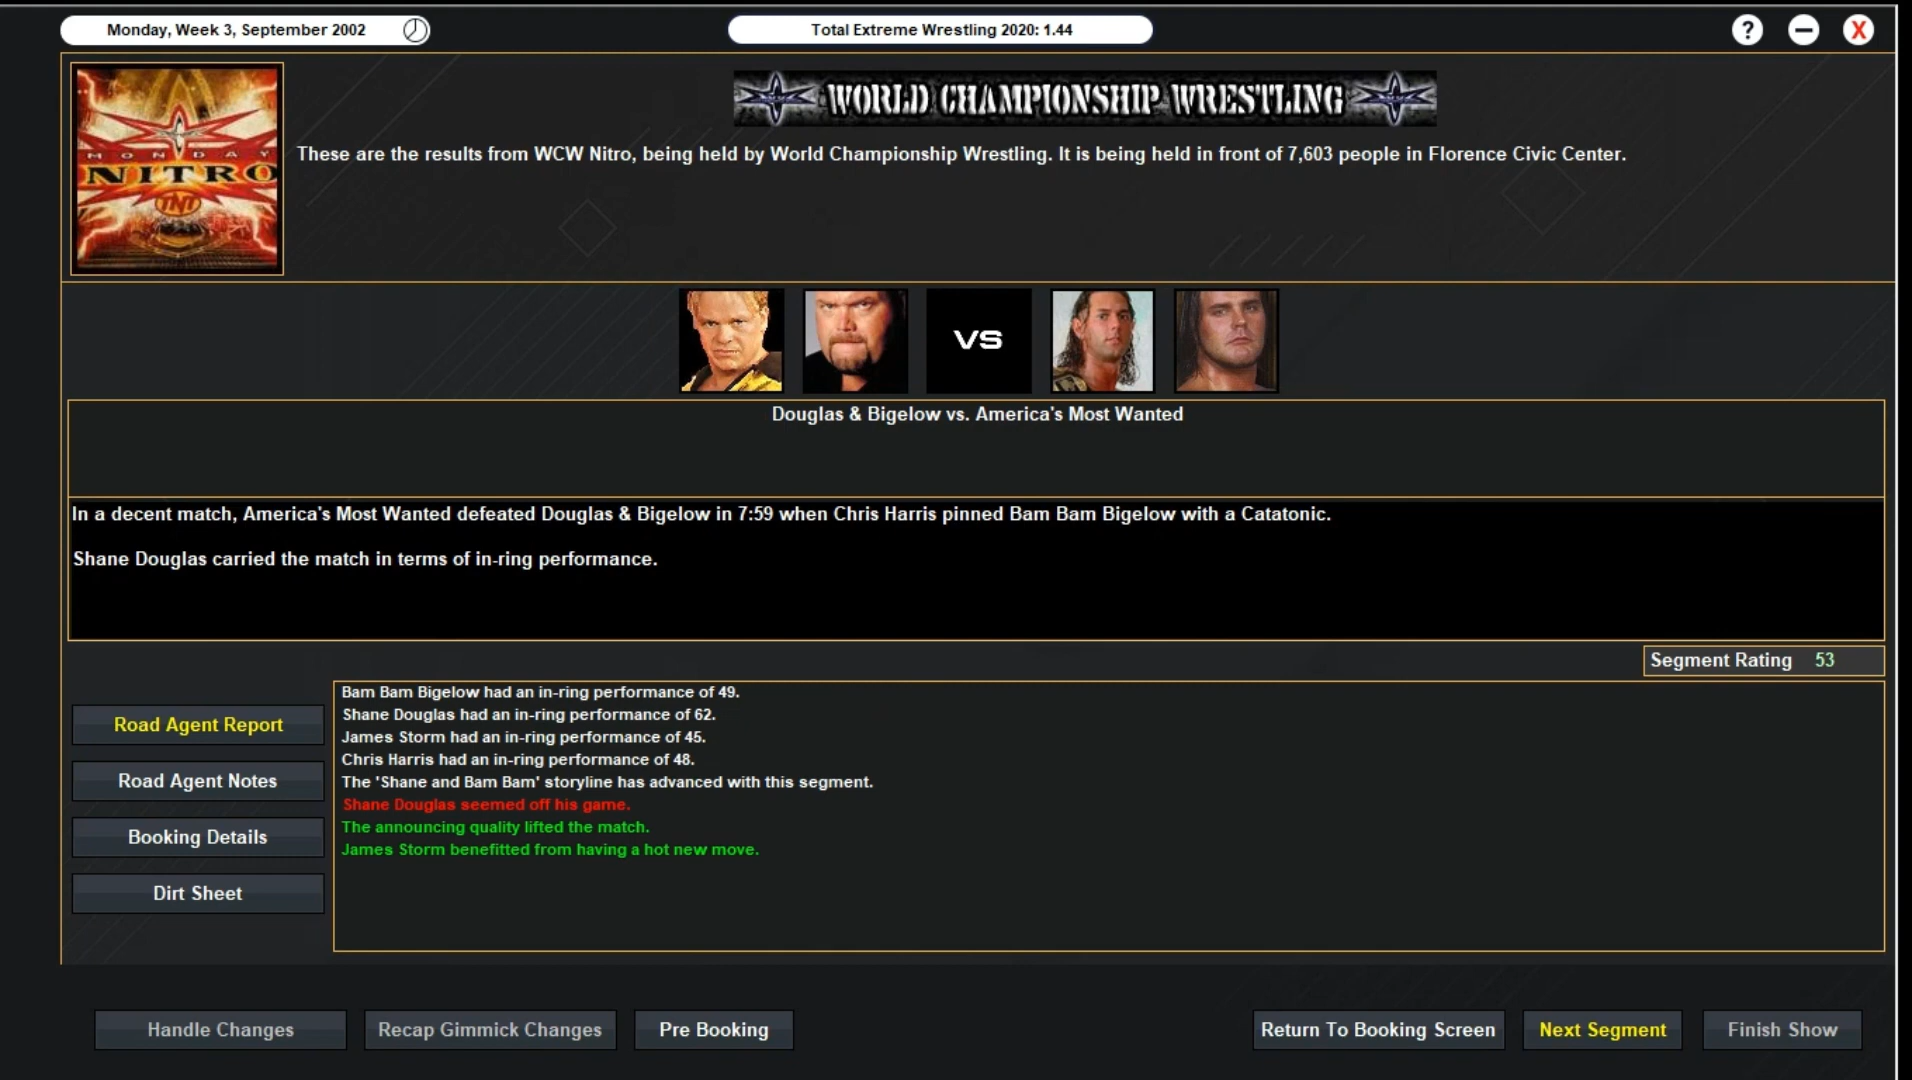 Monday, Week 3, September 2002
Total Extreme Wrestling 2020: 1.44
?
X
WORLD CHAMPIONSHIP WRESTLING
MONDAY
NITRO
TNT
These are the results from WCW Nitro, being held by World Championship Wrestling. It is being held in front of 7,603 people in Florence Civic Center.
VS
Douglas & Bigelow vs. America's Most Wanted
In a decent match, America's Most Wanted defeated Douglas & Bigelow in 7:59 when Chris Harris pinned Bam Bam Bigelow with a Catatonic.
Shane Douglas carried the match in terms of in-ring performance.
Segment Rating 53
Road Agent Report
Road Agent Notes
Booking Details
Dirt Sheet
Bam Bam Bigelow had an in-ring performance of 49.
Shane Douglas had an in-ring performance of 62.
James Storm had an in-ring performance of 45.
Chris Harris had an in-ring performance of 48.
The 'Shane and Bam Bam' storyline has advanced with this segment.
Shane Douglas seemed off his game.
The announcing quality lifted the match.
James Storm benefitted from having a hot new move.
Handle Changes
Recap Gimmick Changes
Pre Booking
Return To Booking Screen
Next Segment
Finish Show